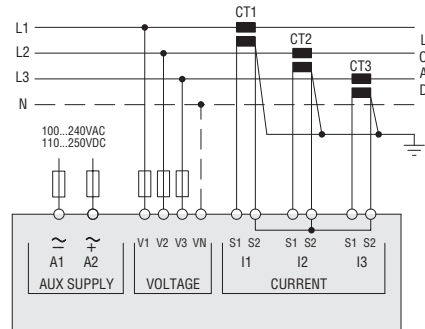 CT1
L1
CT2
L2
L
O
A
D
CT3
L3
N
100...240VAC
110...250VDC
V1 V2 V3 VN
S1 S2 S1 S2 S1 S2
A1 A2
I1 I2 I3
AUX SUPPLY VOLTAGE CURRENT